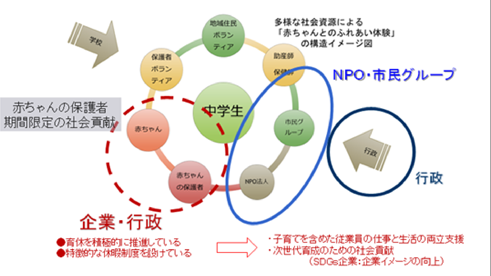 学校
地域住民
ボラン
ティア
多様な社会資源による
「赤ちゃんとのふれあい体験」
の構造イメージ図
保護者
ボラン
ティア
助産師
保健師
NPO・市民グループ
赤ちゃんの保護者
期間限定の社会貢献
中学生
赤ちゃん
市民グ
ループ
行政
赤ちゃん
の保護者
NPO法人
行政
企業・行政
●育休を積極的に推進している
●特徴的な休暇制度を設けている
・子育てを含めた従業員の仕事と生活の両立支援
・次世代育成のための社会貢献
(SDGs企業:企業イメージの向上)